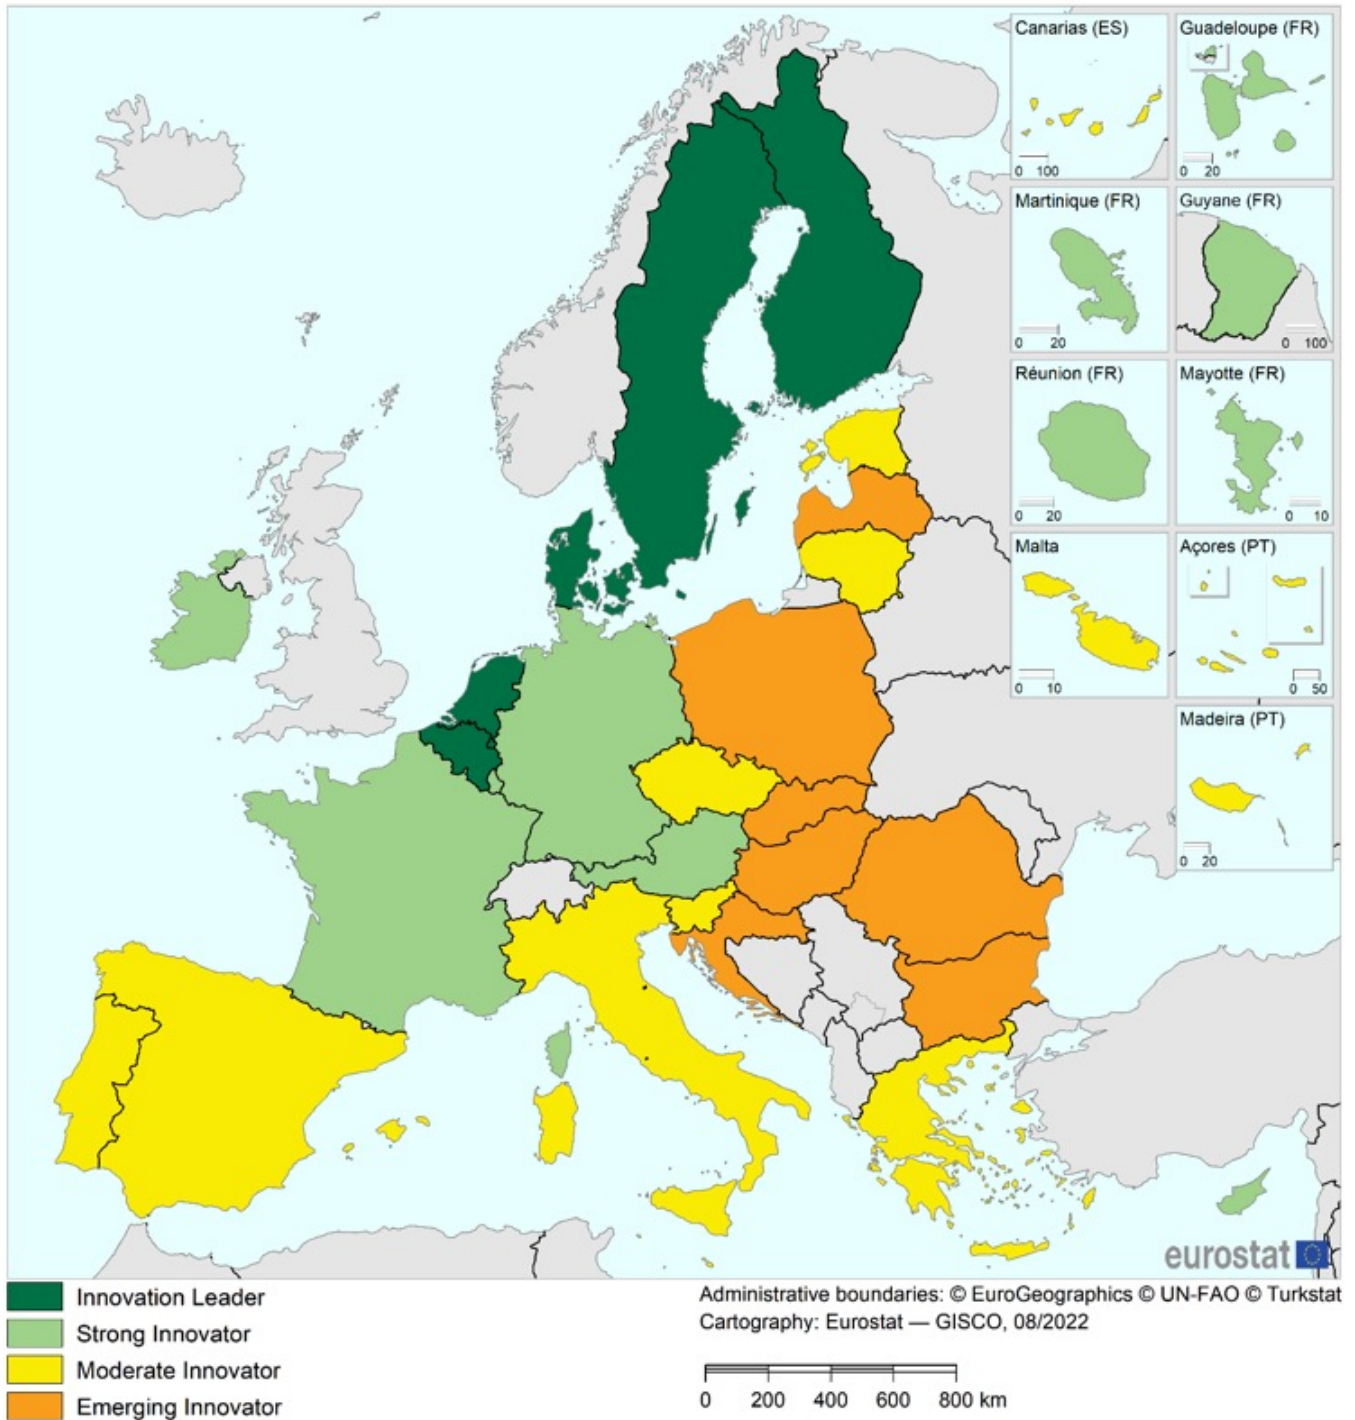 Canarias (ES)
0 100
Guadeloupe (FR)
0 20
Martinique (FR)
0 20
Guyane (FR)
0 100
Réunion (FR)
0 20
Mayotte (FR)
0 10
Malta
0 10
Açores (PT)
0 50
Madeira (PT)
0 20
eurostat
Innovation Leader
Strong Innovator
Moderate Innovator
Emerging Innovator
Administrative boundaries: © EuroGeographics © UN-FAO © Turkstat
Cartography: Eurostat — GISCO, 08/2022
0 200 400 600 800 km